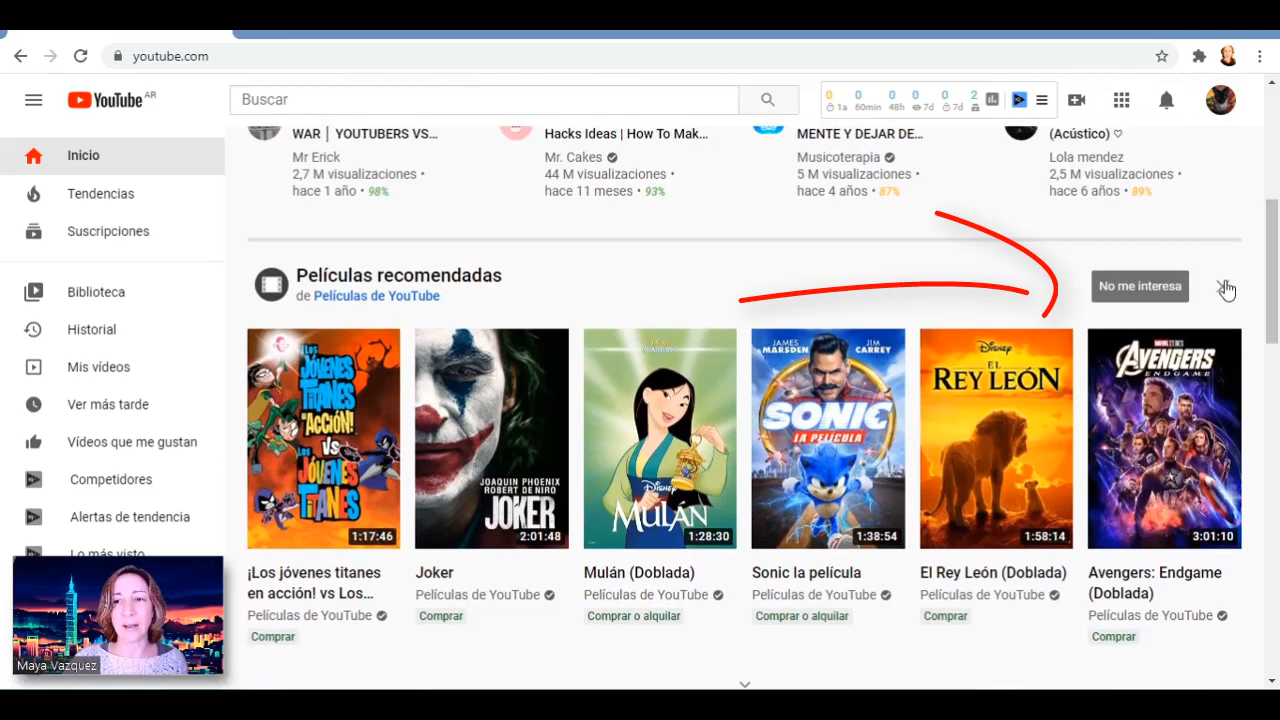 youtube.com
YouTube AR
Buscar
0 0 0 0 0 2
1a 60min 48h 7d 7d
Inicio
Tendencias
Suscripciones
Biblioteca
Historial
Mis vídeos
Ver más tarde
Vídeos que me gustan
Competidores
Alertas de tendencia
Lo más visto
Maya Vazquez
WAR | YOUTUBERS VS...
Mr Erick
2,7 M visualizaciones •
hace 1 año • 98%
Hacks Ideas | How To Mak...
Mr. Cakes
44 M visualizaciones •
hace 11 meses • 93%
MENTE Y DEJAR DE...
Musicoterapia
5 M visualizaciones •
hace 4 años • 87%
(Acústico) ♡
Lola mendez
2,5 M visualizaciones •
hace 6 años • 89%
Películas recomendadas
de Películas de YouTube
No me interesa
LOS
JÓVENES
TITANES
EN ACCIÓN!
VS
LOS
JÓVENES
TITANES
1:17:46
JOAQUIN PHOENIX
ROBERT DE NIRO
JOKER
2:01:48
Disney
MULÁN
1:28:30
JAMES MARSDEN
JIM CARREY
SONIC
LA PELÍCULA
1:38:54
Disney
EL
REY LEÓN
1:58:14
MARVEL STUDIOS
AVENGERS
ENDGAME
3:01:10
¡Los jóvenes titanes
en acción! vs Los...
Películas de YouTube
Comprar
Joker
Películas de YouTube
Comprar
Mulán (Doblada)
Películas de YouTube
Comprar o alquilar
Sonic la película
Películas de YouTube
Comprar o alquilar
El Rey León (Doblada)
Películas de YouTube
Comprar
Avengers: Endgame
(Doblada)
Películas de YouTube
Comprar